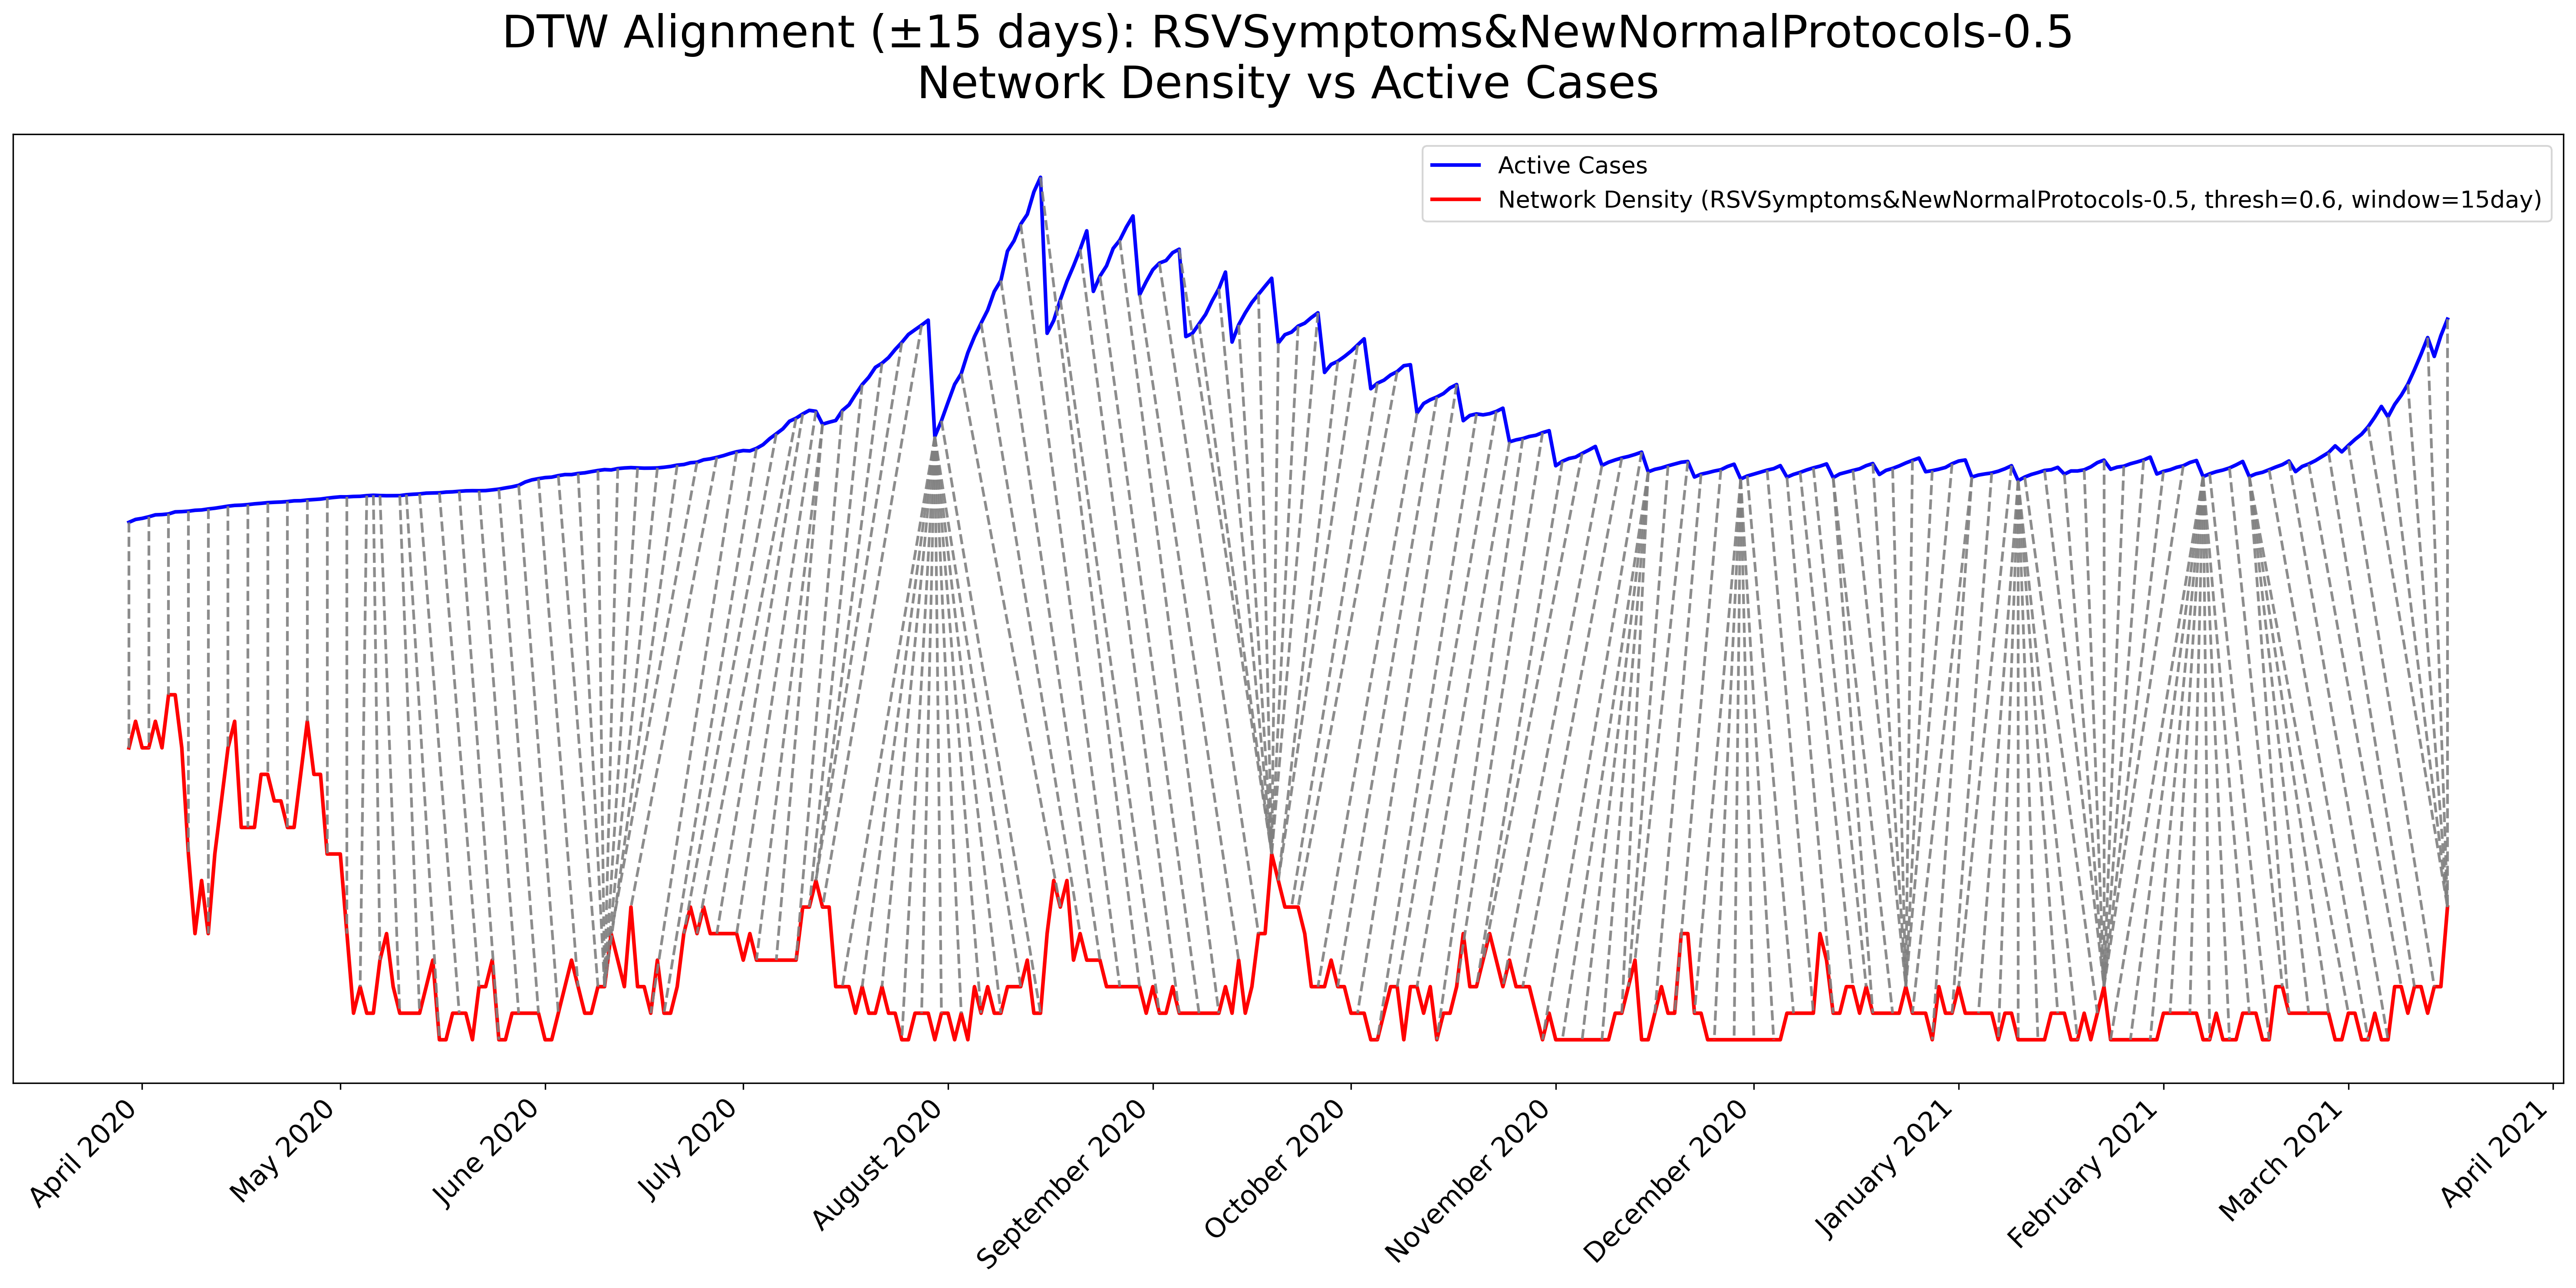 DTW Alignment (±15 days): RSVSymptoms&NewNormalProtocols-0.5
Network Density vs Active Cases
Active Cases
Network Density (RSVSymptoms&NewNormalProtocols-0.5, thresh=0.6, window=15day)
April 2020
May 2020
June 2020
July 2020
August 2020
September 2020
October 2020
November 2020
December 2020
January 2021
February 2021
March 2021
April 2021